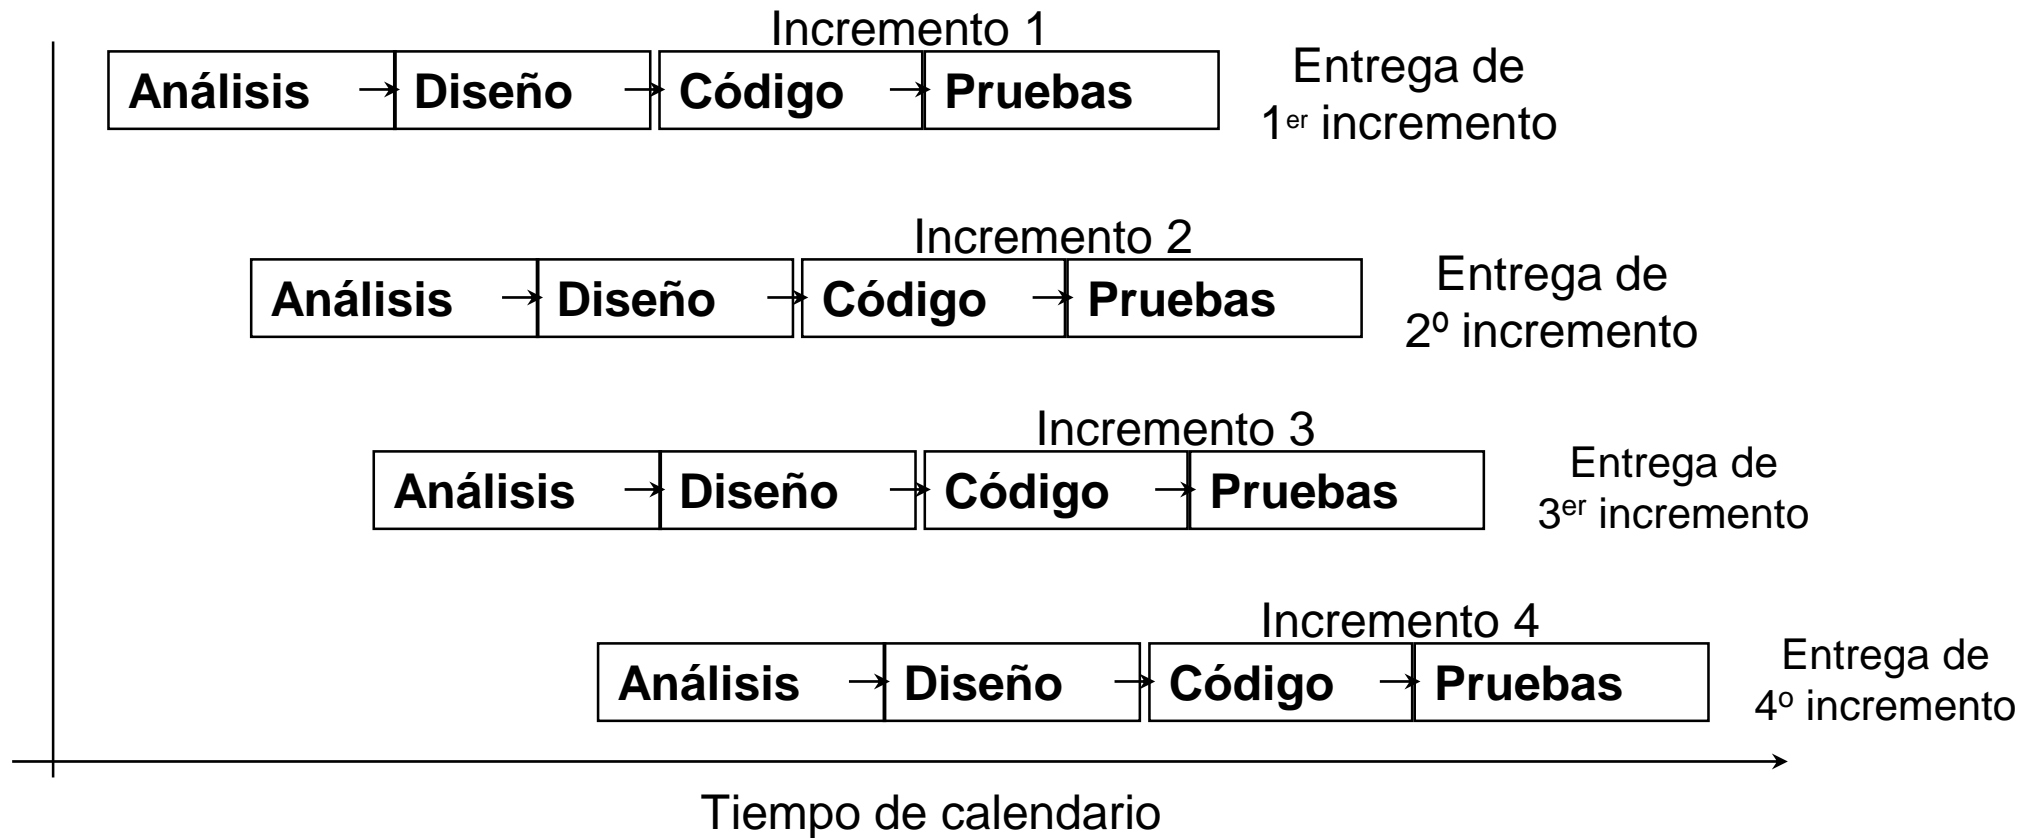 Incremento 1
Análisis Diseño Código Pruebas
Entrega de
1er incremento
Incremento 2
Análisis Diseño Código Pruebas
Entrega de
2º incremento
Incremento 3
Análisis Diseño Código Pruebas
Entrega de
3er incremento
Incremento 4
Análisis Diseño Código Pruebas
Entrega de
4º incremento
Tiempo de calendario